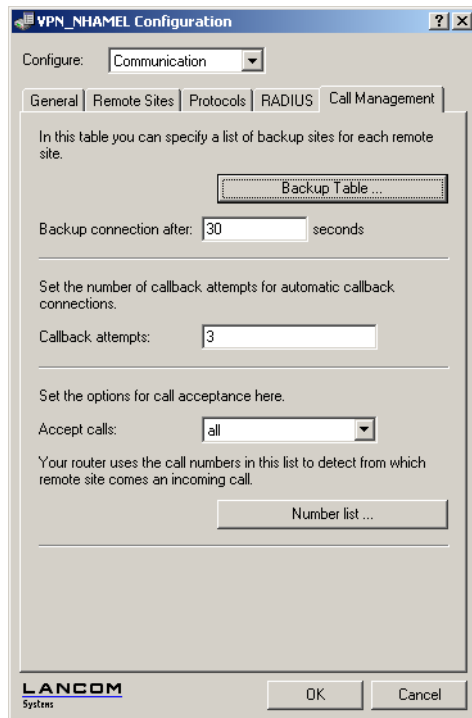 VPN_NHAMEL Configuration
Configure: Communication
General Remote Sites Protocols RADIUS Call Management
In this table you can specify a list of backup sites for each remote
site.
Backup Table ...
Backup connection after: 30 seconds
Set the number of callback attempts for automatic callback
connections.
Callback attempts: 3
Set the options for call acceptance here.
Accept calls: all
Your router uses the call numbers in this list to detect from which
remote site comes an incoming call.
Number list ...
LANCOM
Systems
OK Cancel